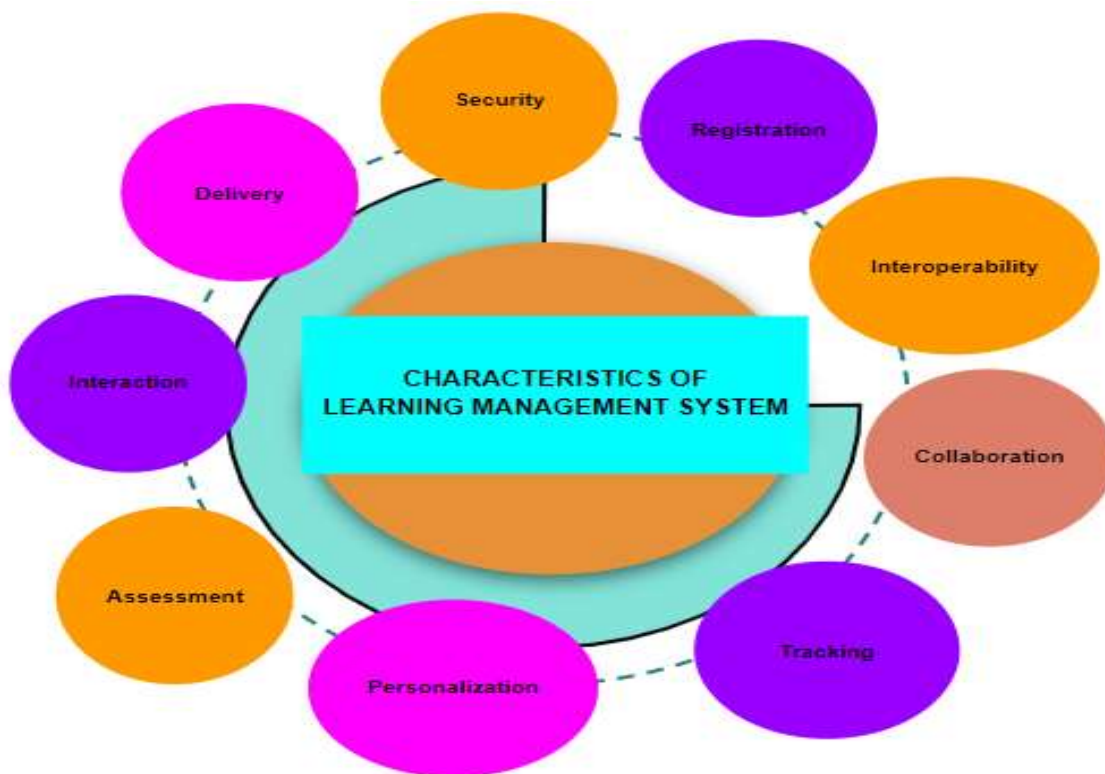 Security
Registration
Delivery
Interoperability
Interaction
CHARACTERISTICS OF
LEARNING MANAGEMENT SYSTEM
Collaboration
Assessment
Tracking
Personalization